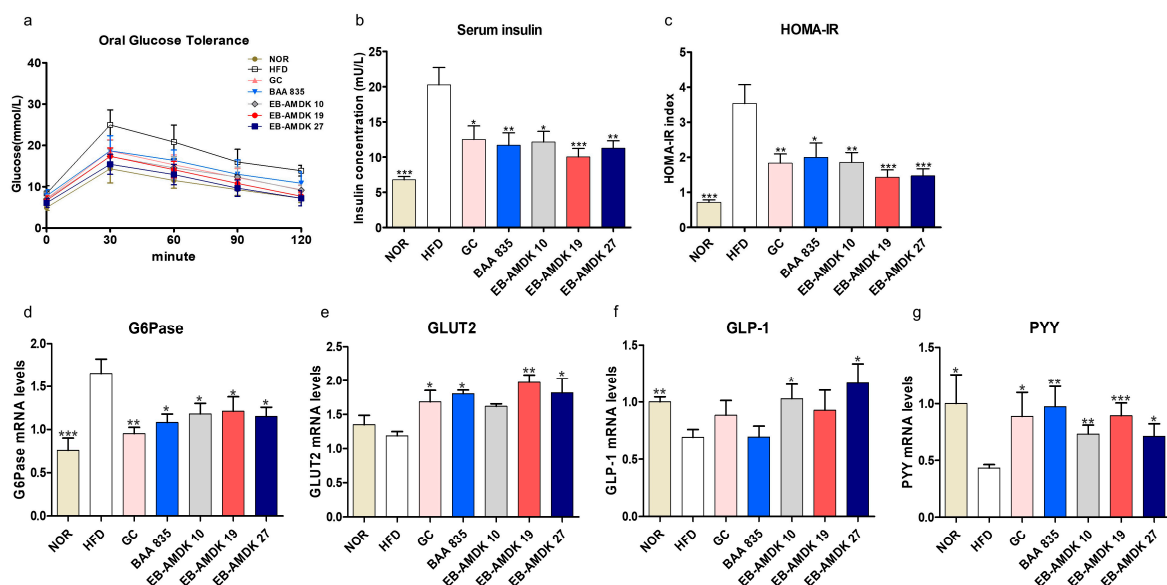 a
Oral Glucose Tolerance
NOR
HFD
GC
BAA 835
EB-AMDK 10
EB-AMDK 19
EB-AMDK 27
Glucose(mmol/L)
40
30
20
10
0
0 30 60 90 120
minute
b
Serum insulin
Insulin concentration (mU/L)
25
20
15
10
5
0
*** * ** * *** **
NOR HFD GC BAA 835 EB-AMDK 10 EB-AMDK 19 EB-AMDK 27
c
HOMA-IR
HOMA-IR index
5
4
3
2
1
0
*** ** * ** *** ***
NOR HFD GC BAA 835 EB-AMDK 10 EB-AMDK 19 EB-AMDK 27
d
G6Pase
G6Pase mRNA levels
2.0
1.5
1.0
0.5
0.0
*** ** * * * *
NOR HFD GC BAA 835 EB-AMDK 10 EB-AMDK 19 EB-AMDK 27
e
GLUT2
GLUT2 mRNA levels
2.5
2.0
1.5
1.0
0.5
0.0
* * ** *
NOR HFD GC BAA 835 EB-AMDK 10 EB-AMDK 19 EB-AMDK 27
f
GLP-1
GLP-1 mRNA levels
1.5
1.0
0.5
0.0
** * *
NOR HFD GC BAA 835 EB-AMDK 10 EB-AMDK 19 EB-AMDK 27
g
PYY
PYY mRNA levels
1.5
1.0
0.5
0.0
* * ** ** *** *
NOR HFD GC BAA 835 EB-AMDK 10 EB-AMDK 19 EB-AMDK 27